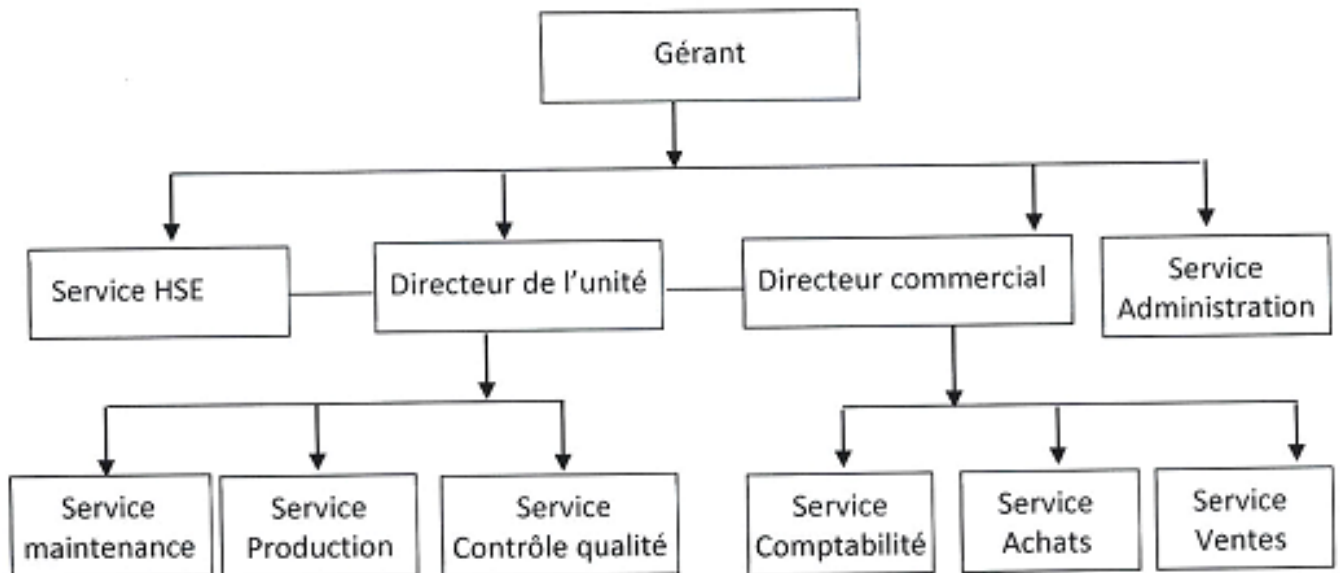 Gérant
Service HSE
Directeur de l'unité
Directeur commercial
Service
Administration
Service
maintenance
Service
Production
Service
Contrôle qualité
Service
Comptabilité
Service
Achats
Service
Ventes